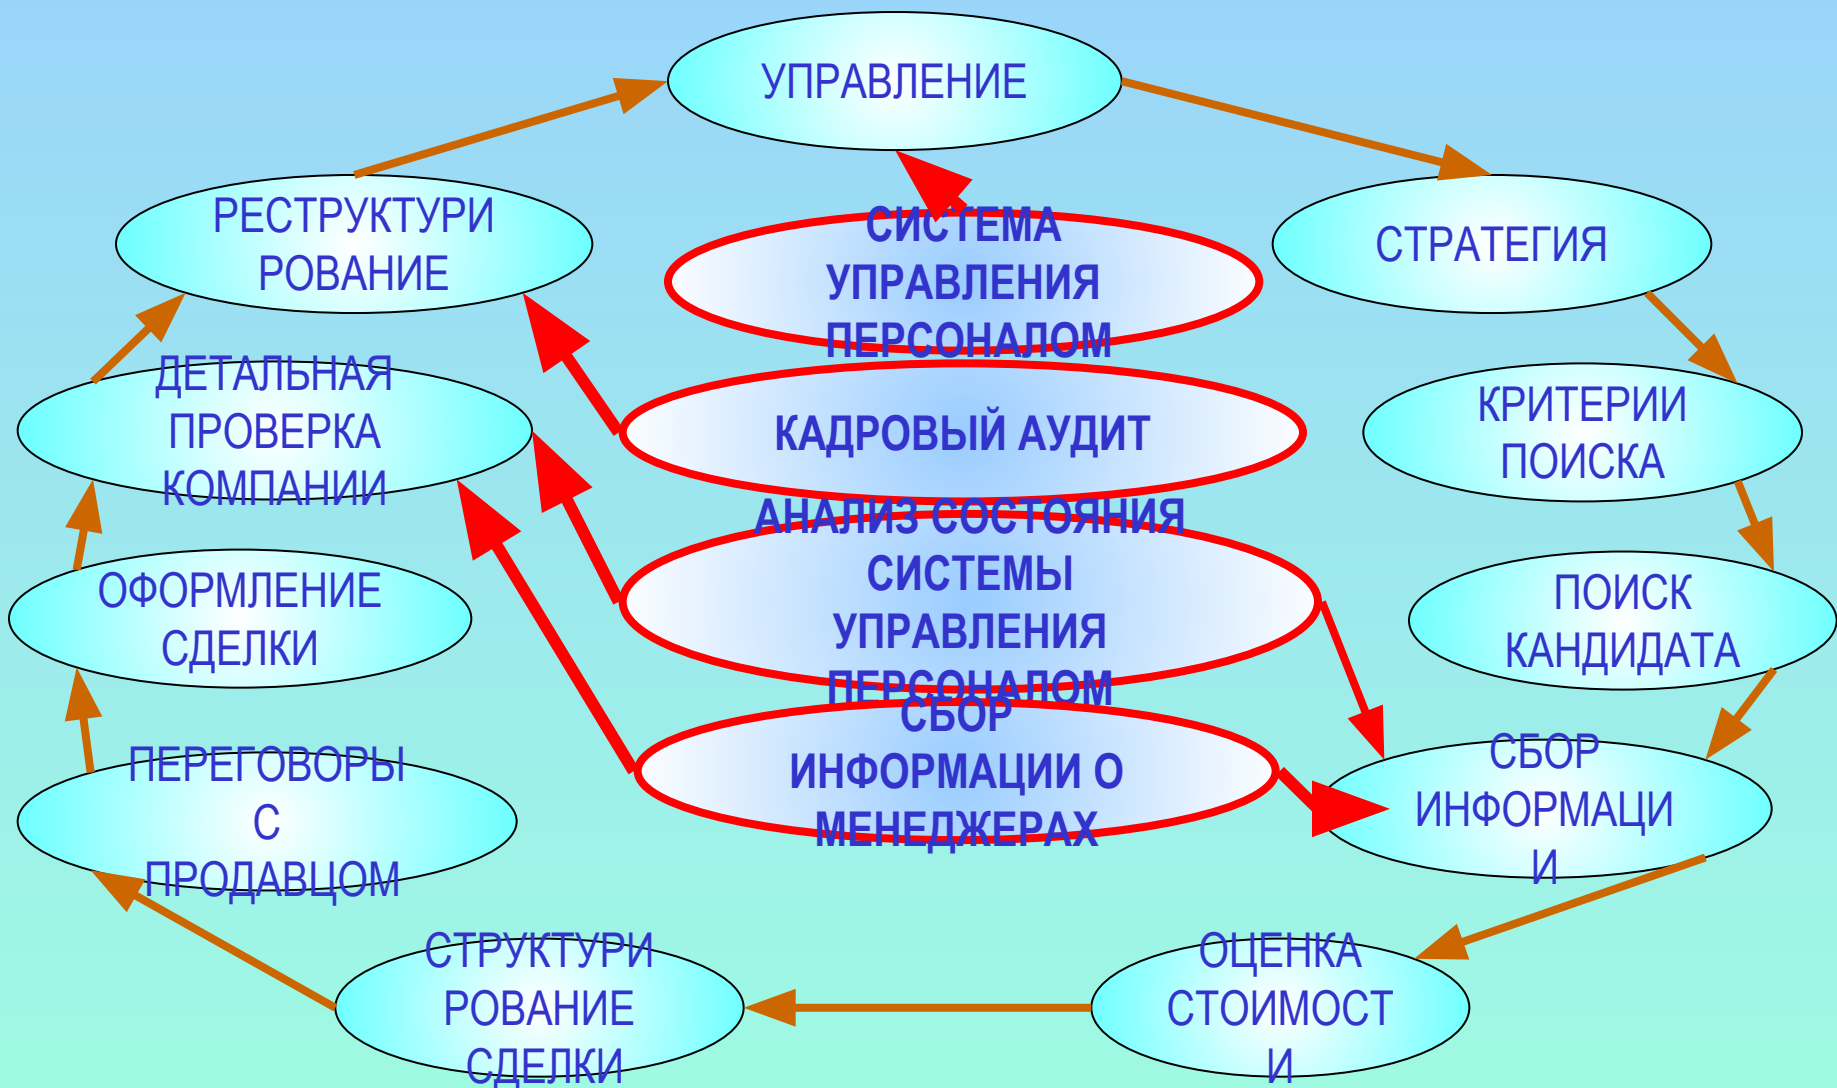 УПРАВЛЕНИЕ
СТРАТЕГИЯ
КРИТЕРИИ
ПОИСКА
ПОИСК
КАНДИДАТА
СБОР
ИНФОРМАЦИ
И
ОЦЕНКА
СТОИМОСТ
И
СТРУКТУРИ
РОВАНИЕ
СДЕЛКИ
ПЕРЕГОВОРЫ
С
ПРОДАВЦОМ
ОФОРМЛЕНИЕ
СДЕЛКИ
ДЕТАЛЬНАЯ
ПРОВЕРКА
КОМПАНИИ
РЕСТРУКТУРИ
РОВАНИЕ
СИСТЕМА
УПРАВЛЕНИЯ
ПЕРСОНАЛОМ
КАДРОВЫЙ АУДИТ
АНАЛИЗ СОСТОЯНИЯ
СИСТЕМЫ
УПРАВЛЕНИЯ
ПЕРСОНАЛОМ
СБОР
ИНФОРМАЦИИ О
МЕНЕДЖЕРАХ